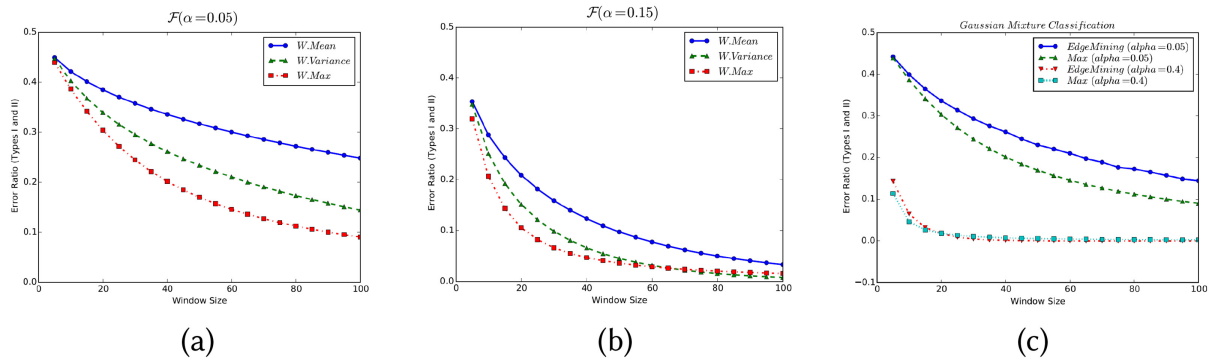 F(α=0.05)
Error Ratio (Types I and II)
0.5
0.4
0.3
0.2
0.1
0.0
0 20 40 60 80 100
Window Size
W.Mean
W.Variance
W.Max
(a)
F(α=0.15)
Error Ratio (Types I and II)
0.5
0.4
0.3
0.2
0.1
0.0
0 20 40 60 80 100
Window Size
W.Mean
W.Variance
W.Max
(b)
Gaussian Mixture Classification
Error Ratio (Types I and II)
0.5
0.4
0.3
0.2
0.1
0.0
−0.1
0 20 40 60 80 100
Window Size
EdgeMining (alpha=0.05)
Max (alpha=0.05)
EdgeMining (alpha=0.4)
Max (alpha=0.4)
(c)